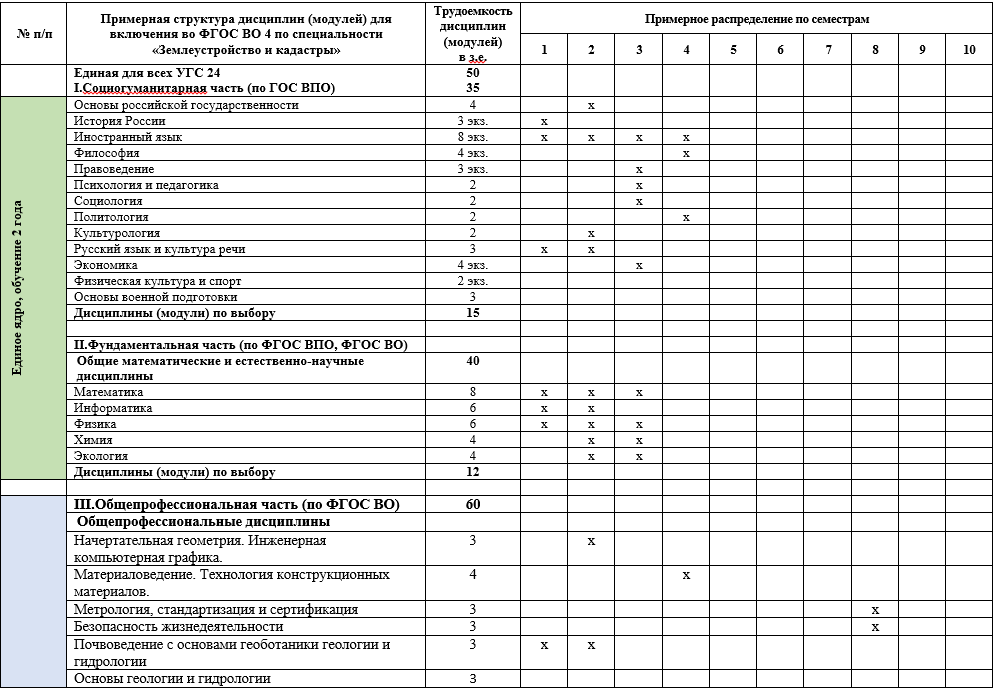 № п/п
Примерная структура дисциплин (модулей) для
включения во ФГОС ВО 4 по специальности
«Землеустройство и кадастры»
Трудоемкость
дисциплин
(модулей)
в з.е.
Примерное распределение по семестрам
1 2 3 4 5 6 7 8 9 10
Единая для всех УГС 24 50
I.Социогуманитарная часть (по ГОС ВПО) 35
Единое ядро, обучение 2 года
Основы российской государственности 4 х
История России 3 экз. х
Иностранный язык 8 экз. х х х х
Философия 4 экз. х
Правоведение 3 экз. х
Психология и педагогика 2 х
Социология 2 х
Политология 2 х
Культурология 2 х
Русский язык и культура речи 3 х х
Экономика 4 экз. х
Физическая культура и спорт 2 экз.
Основы военной подготовки 3
Дисциплины (модули) по выбору 15
II.Фундаментальная часть (по ФГОС ВПО, ФГОС ВО)
Общие математические и естественно-научные 40
дисциплины
Математика 8 х х х
Информатика 6 х х
Физика 6 х х х
Химия 4 х х
Экология 4 х х
Дисциплины (модули) по выбору 12
III.Общепрофессиональная часть (по ФГОС ВО) 60
Общепрофессиональные дисциплины
Начертательная геометрия. Инженерная 3 х
компьютерная графика.
Материаловедение. Технология конструкционных 4 х
материалов.
Метрология, стандартизация и сертификация 3 х
Безопасность жизнедеятельности 3 х
Почвоведение с основами геоботаники геологии и 3 х х
гидрологии
Основы геологии и гидрологии 3